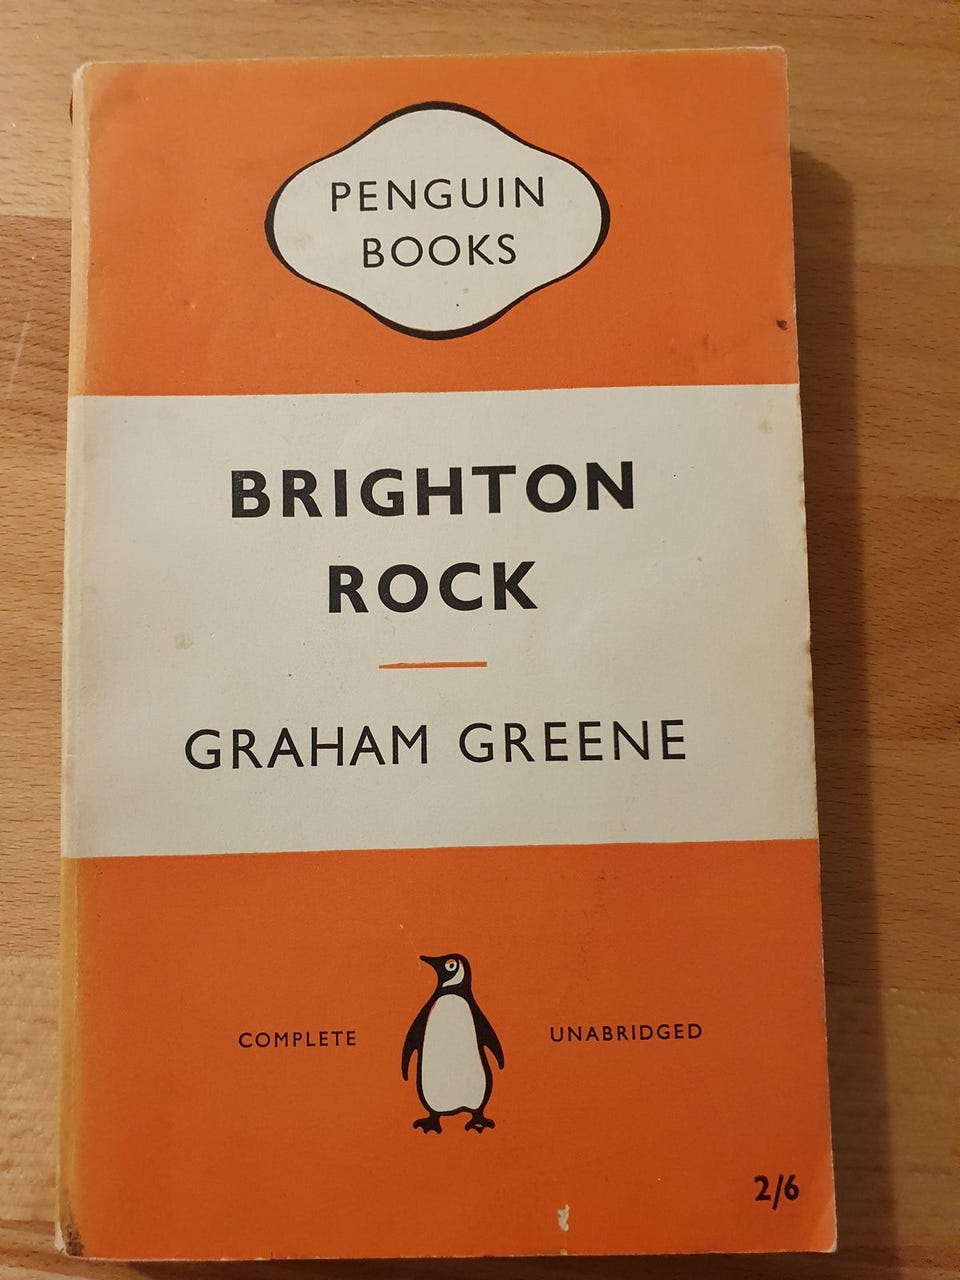 PENGUIN
BOOKS
BRIGHTON
ROCK
GRAHAM GREENE
COMPLETE UNABRIDGED
2/6